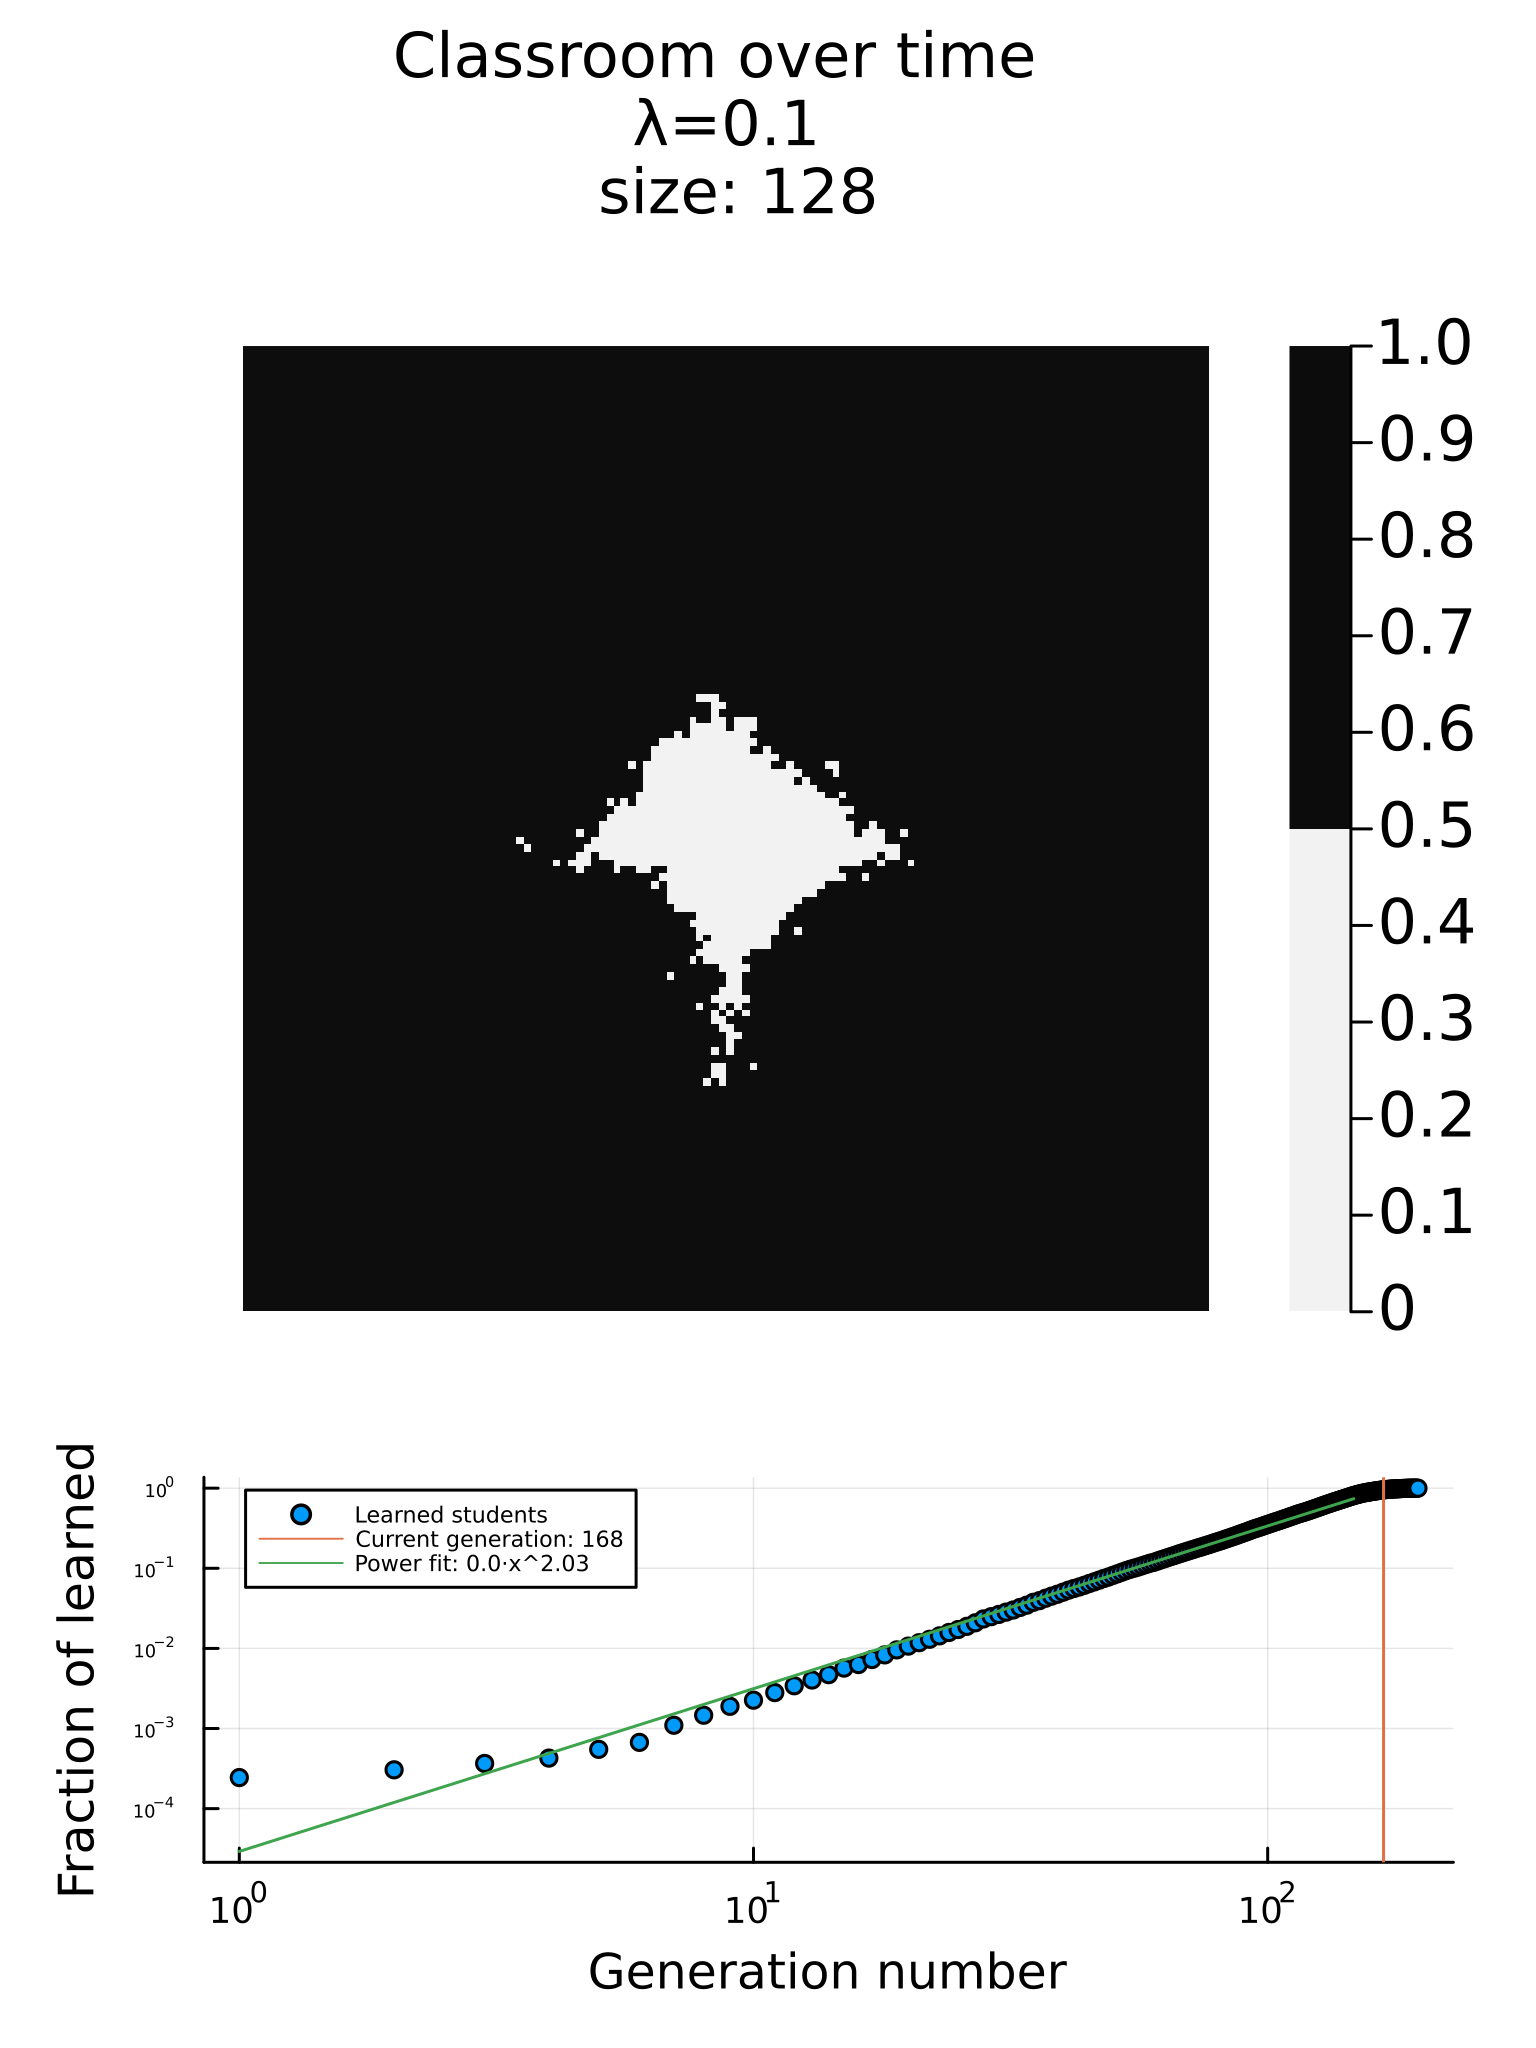 Classroom over time
λ=0.1
size: 128
1.0
0.9
0.8
0.7
0.6
0.5
0.4
0.3
0.2
0.1
0
Fraction of learned
10^0
10^-1
10^-2
10^-3
10^-4
Learned students
Current generation: 168
Power fit: 0.0·x^2.03
10^0 10^1 10^2
Generation number